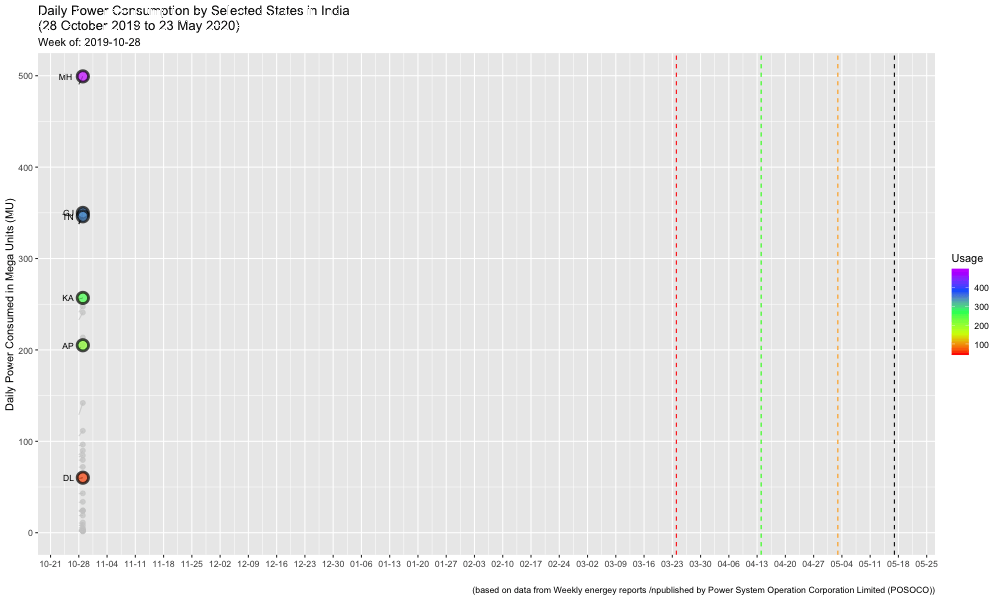 Daily Power Consumption by Selected States in India
(28 October 2019 to 23 May 2020)
Week of: 2019-10-28
Daily Power Consumed in Mega Units (MU)
500
400
300
200
100
0
MH
GJ
TN
KA
AP
DL
10-21 10-28 11-04 11-11 11-18 11-25 12-02 12-09 12-16 12-23 12-30 01-06 01-13 01-20 01-27 02-03 02-10 02-17 02-24 03-02 03-09 03-16 03-23 03-30 04-06 04-13 04-20 04-27 05-04 05-11 05-18 05-25
Usage
400
300
200
100
(based on data from Weekly energey reports /npublished by Power System Operation Corporation Limited (POSOCO))